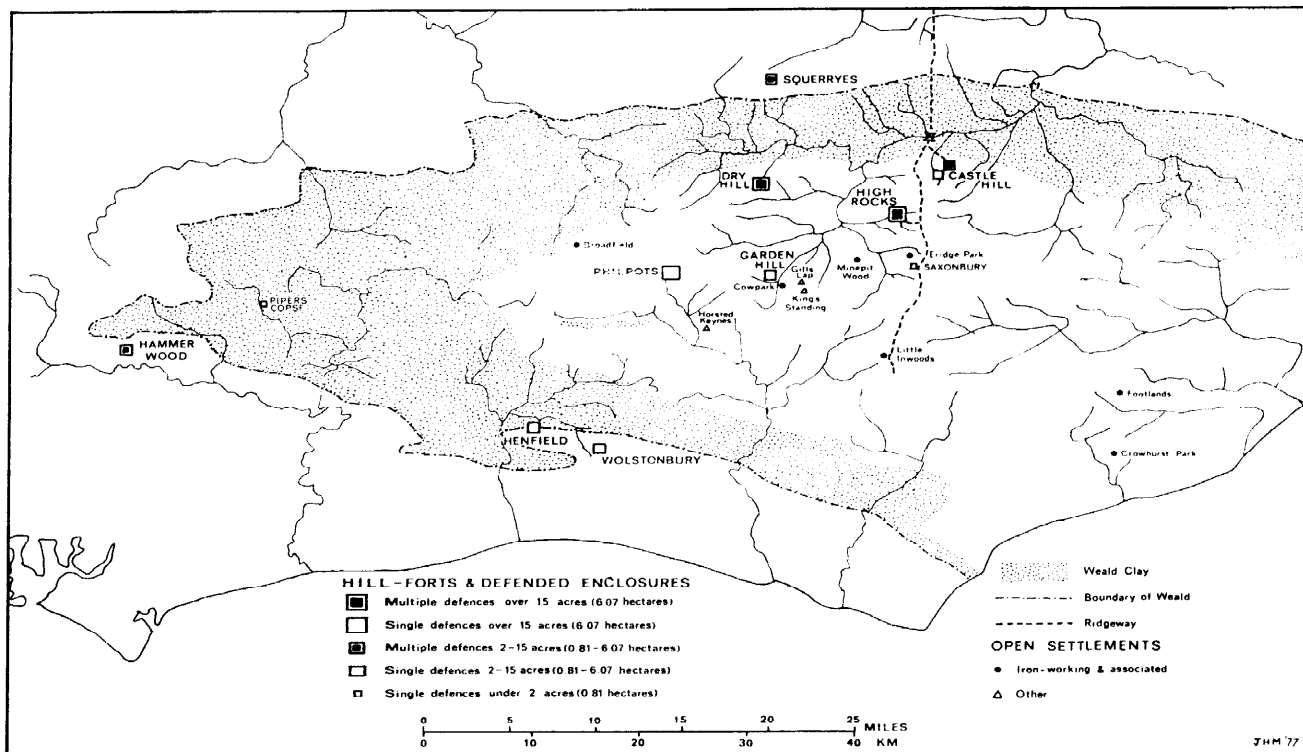 SQUERRYES
DRY
HILL
CASTLE
HILL
HIGH
ROCKS
Broadfield
PHILPOTS
GARDEN
HILL
Gills
Lap
Cowpark
Kings
Standing
Minepit
Wood
Eridge Park
SAXONBURY
PIPERS
COPSE
Horsted
Keynes
HAMMER
WOOD
Little
Inwoods
Footlands
HENFIELD
WOLSTONBURY
Crowhurst Park
HILL-FORTS & DEFENDED ENCLOSURES
Multiple defences over 15 acres (6.07 hectares)
Single defences over 15 acres (6.07 hectares)
Multiple defences 2-15 acres (0.81-6.07 hectares)
Single defences 2-15 acres (0.81-6.07 hectares)
Single defences under 2 acres (0.81 hectares)
Weald Clay
Boundary of Weald
Ridgeway
OPEN SETTLEMENTS
Iron-working & associated
Other
0 5 10 15 20 25 MILES
0 10 20 30 40 KM
JHM '77